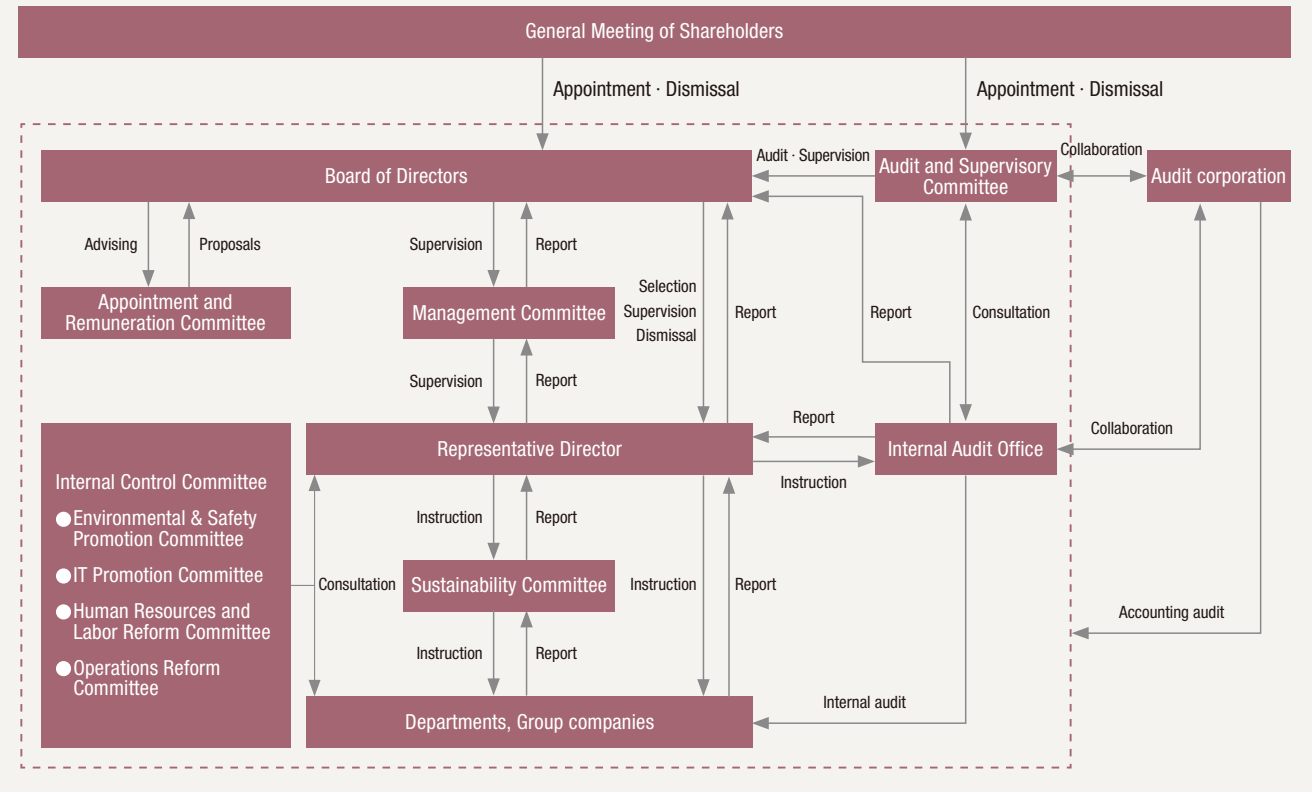 General Meeting of Shareholders
Appointment · Dismissal
Appointment · Dismissal
Board of Directors
Audit · Supervision
Audit and Supervisory
Committee
Collaboration
Audit corporation
Advising
Proposals
Supervision
Report
Selection
Supervision
Dismissal
Report
Report
Consultation
Appointment and
Remuneration Committee
Management Committee
Supervision
Report
Representative Director
Report
Instruction
Internal Audit Office
Collaboration
Internal Control Committee
●Environmental & Safety
Promotion Committee
●IT Promotion Committee
●Human Resources and
Labor Reform Committee
●Operations Reform
Committee
Consultation
Instruction
Report
Sustainability Committee
Instruction
Report
Instruction
Report
Accounting audit
Departments, Group companies
Internal audit